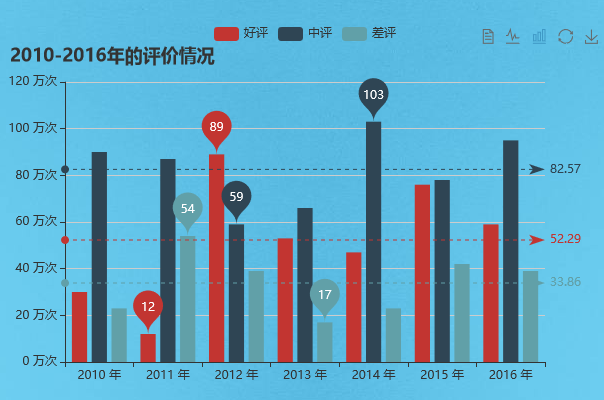 好评 中评 差评
2010-2016年的评价情况
120 万次
100 万次
80 万次
60 万次
40 万次
20 万次
0 万次
103
89
59
54
17
12
82.57
52.29
33.86
2010 年 2011 年 2012 年 2013 年 2014 年 2015 年 2016 年